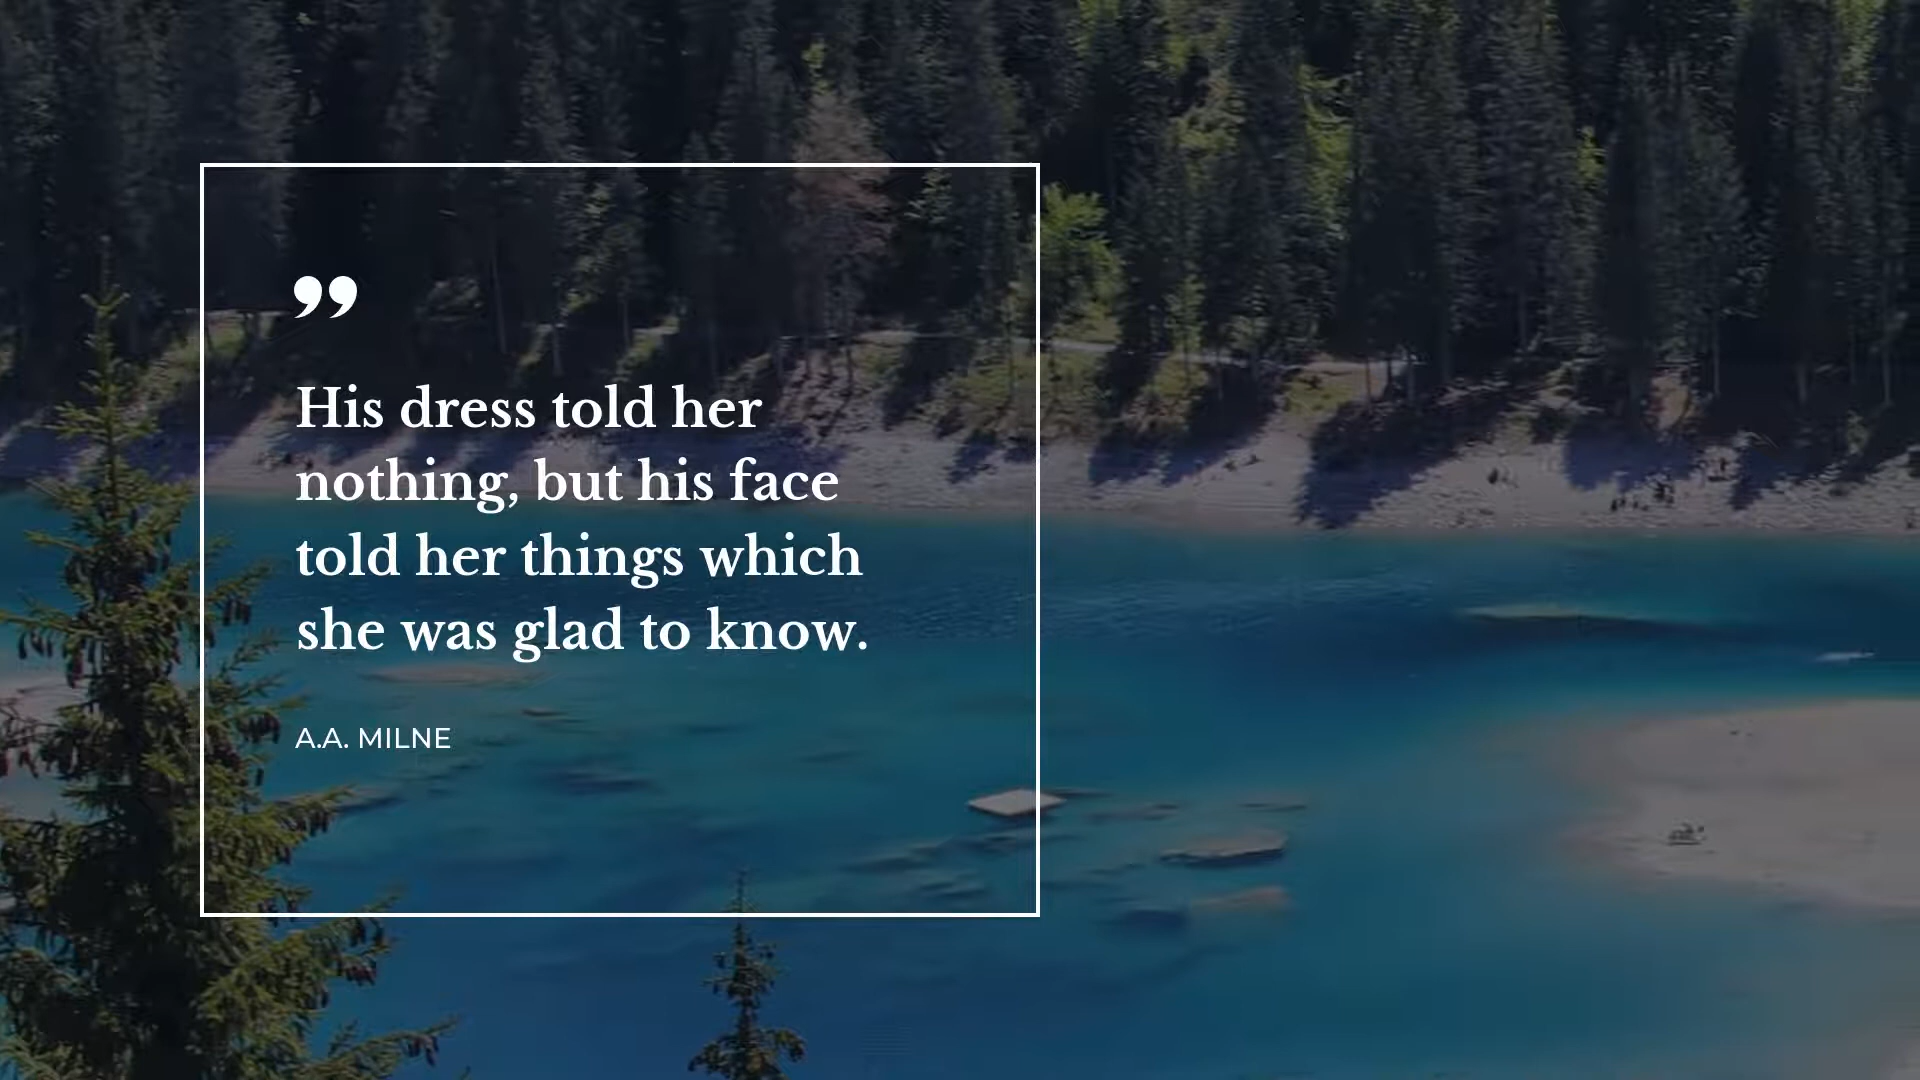 ”
His dress told her
nothing, but his face
told her things which
she was glad to know.
A.A. MILNE